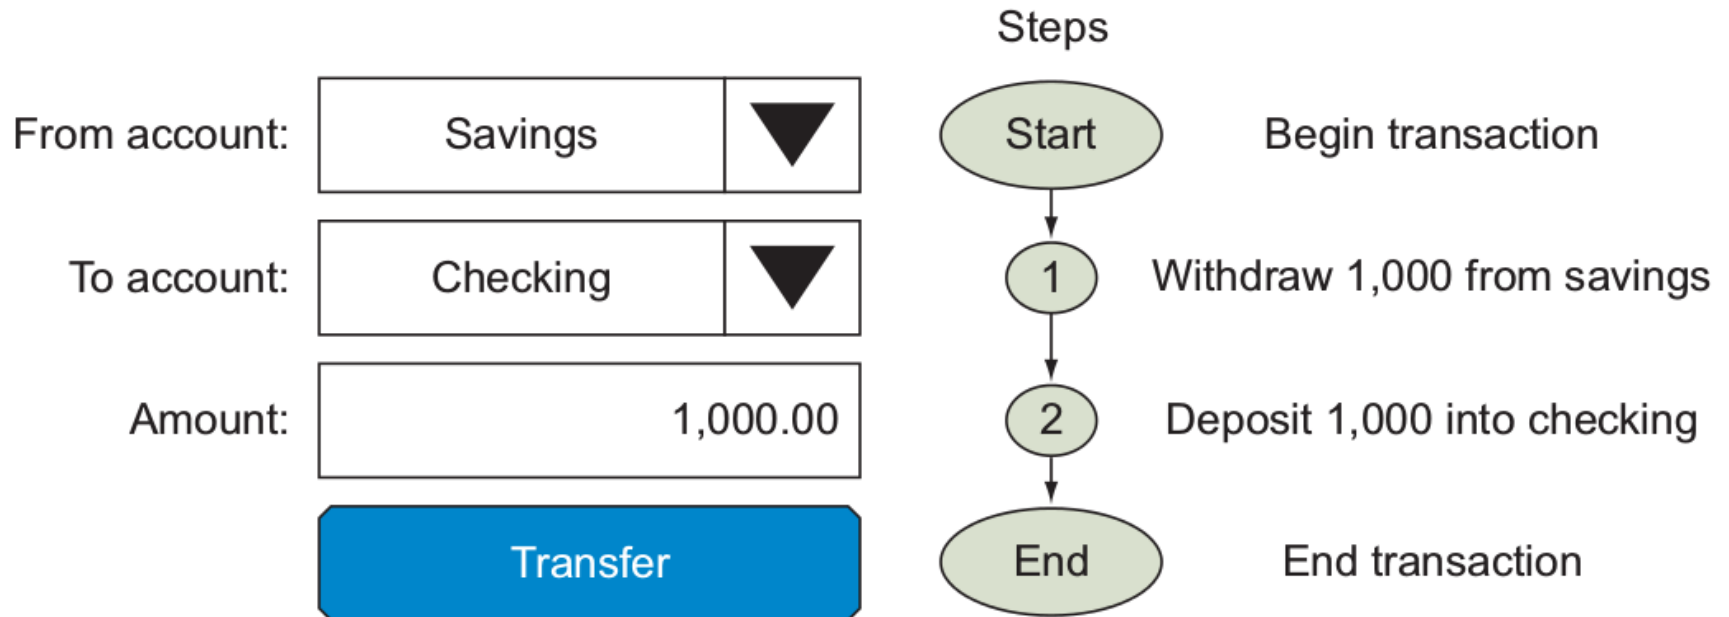 Steps
From account: Savings
Start Begin transaction
To account: Checking
1 Withdraw 1,000 from savings
Amount: 1,000.00
2 Deposit 1,000 into checking
Transfer
End End transaction